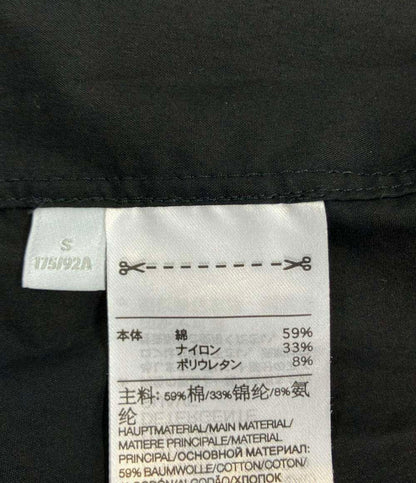 S
175/92A
本体 綿 59%
ナイロン 33%
ポリウレタン 8%
主料: 59%棉/33%锦纶/8%氨
纶
HAUPTMATERIAL/MAIN MATERIAL/
MATIERE PRINCIPALE/MATERIAL
PRINCIPAL/ОСНОВНОЙ МАТЕРИАЛ:
59% BAUMWOLLE/COTTON/COTON/
ALGODÃO/ХЛОПОК